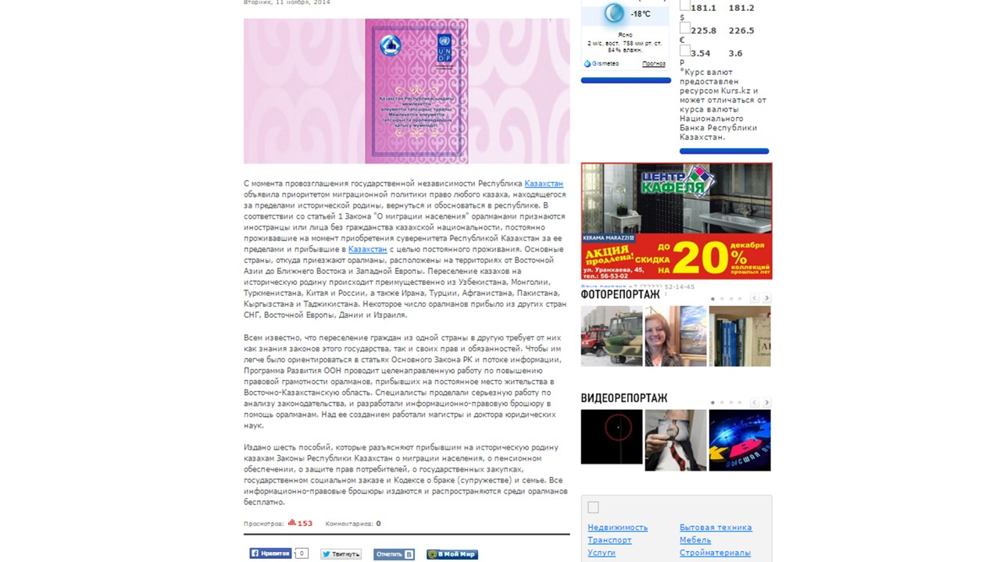 Вторник, 11 ноября, 2014
U N
D P
Қазақстан Республикасындағы
мемлекеттік
әлеуметтік тапсырыс туралы.
Мемлекеттік әлеуметтік
тапсырыста оралмандардың
қатысу мүмкіндігі
С момента провозглашения государственной независимости Республика Казахстан
объявила приоритетом миграционной политики право любого казаха, находящегося
за пределами исторической родины, вернуться и обосноваться в республике. В
соответствии со статьей 1 Закона "О миграции населения" оралманами признаются
иностранцы или лица без гражданства казахской национальности, постоянно
проживавшие на момент приобретения суверенитета Республикой Казахстан за ее
пределами и прибывшие в Казахстан с целью постоянного проживания. Основные
страны, откуда приезжают оралманы, расположены на территориях от Восточной
Азии до Ближнего Востока и Западной Европы. Переселение казахов на
историческую родину происходит преимущественно из Узбекистана, Монголии,
Туркменистана, Китая и России, а также Ирана, Турции, Афганистана, Пакистана,
Кыргызстана и Таджикистана. Некоторое число оралманов прибыло из других стран
СНГ, Восточной Европы, Дании и Израиля.
Всем известно, что переселение граждан из одной страны в другую требует от них
как знания законов этого государства, так и своих прав и обязанностей. Чтобы им
легче было ориентироваться в статьях Основного Закона РК и потоке информации,
Программа Развития ООН проводит целенаправленную работу по повышению
правовой грамотности оралманов, прибывших на постоянное место жительства в
Восточно-Казахстанскую область. Специалисты проделали серьезную работу по
анализу законодательства, и разработали информационно-правовую брошюру в
помощь оралманам. Над ее созданием работали магистры и доктора юридических
наук.
Издано шесть пособий, которые разъясняют прибывшим на историческую родину
казахам Законы Республики Казахстан о миграции населения, о пенсионном
обеспечении, о защите прав потребителей, о государственных закупках,
государственном социальном заказе и Кодексе о браке (супружестве) и семье. Все
информационно-правовые брошюры издаются и распространяются среди оралманов
бесплатно.
Просмотров: 153 Комментариев: 0
Нравится 0 Твитнуть Отметить В В Мой Мир
-18°C
Ясно
2 м/с, вост. 758 мм рт. ст.
84% влажн.
Gismeteo Прогноз
181.1 181.2
$
225.8 226.5
€
3.54 3.6
Р
*Курс валют
предоставлен
ресурсом Kurs.kz и
может отличаться от
курса валюты
Национального
Банка Республики
Казахстан.
ЦЕНТР
КАФЕЛЯ
KERAMA MARAZZI
АКЦИЯ
продлена!
ДО
СКИДКА
НА
20%
декабря
коллекций
прошлых лет
ул. Уранхаева, 45,
тел.: 56-53-02
Ваша реклама +7 (7232) 52-14-45
ФОТОРЕПОРТАЖ
ВИДЕОРЕПОРТАЖ
КВН
ВЫСШАЯ
Недвижимость Бытовая техника
Транспорт Мебель
Услуги Стройматериалы